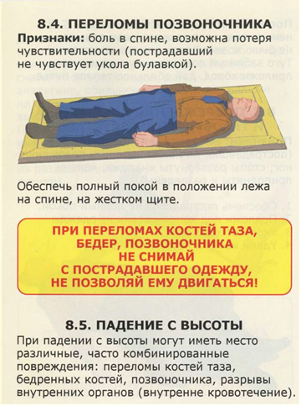 8.4. ПЕРЕЛОМЫ ПОЗВОНОЧНИКА
Признаки: боль в спине, возможна потеря
чувствительности (пострадавший
не чувствует укола булавкой).
Обеспечь полный покой в положении лежа
на спине, на жестком щите.
ПРИ ПЕРЕЛОМАХ КОСТЕЙ ТАЗА,
БЕДЕР, ПОЗВОНОЧНИКА
НЕ СНИМАЙ
С ПОСТРАДАВШЕГО ОДЕЖДУ,
НЕ ПОЗВОЛЯЙ ЕМУ ДВИГАТЬСЯ!
8.5. ПАДЕНИЕ С ВЫСОТЫ
При падении с высоты могут иметь место
различные, часто комбинированные
повреждения: переломы костей таза,
бедренных костей, позвоночника, разрывы
внутренних органов (внутренне кровотечение).